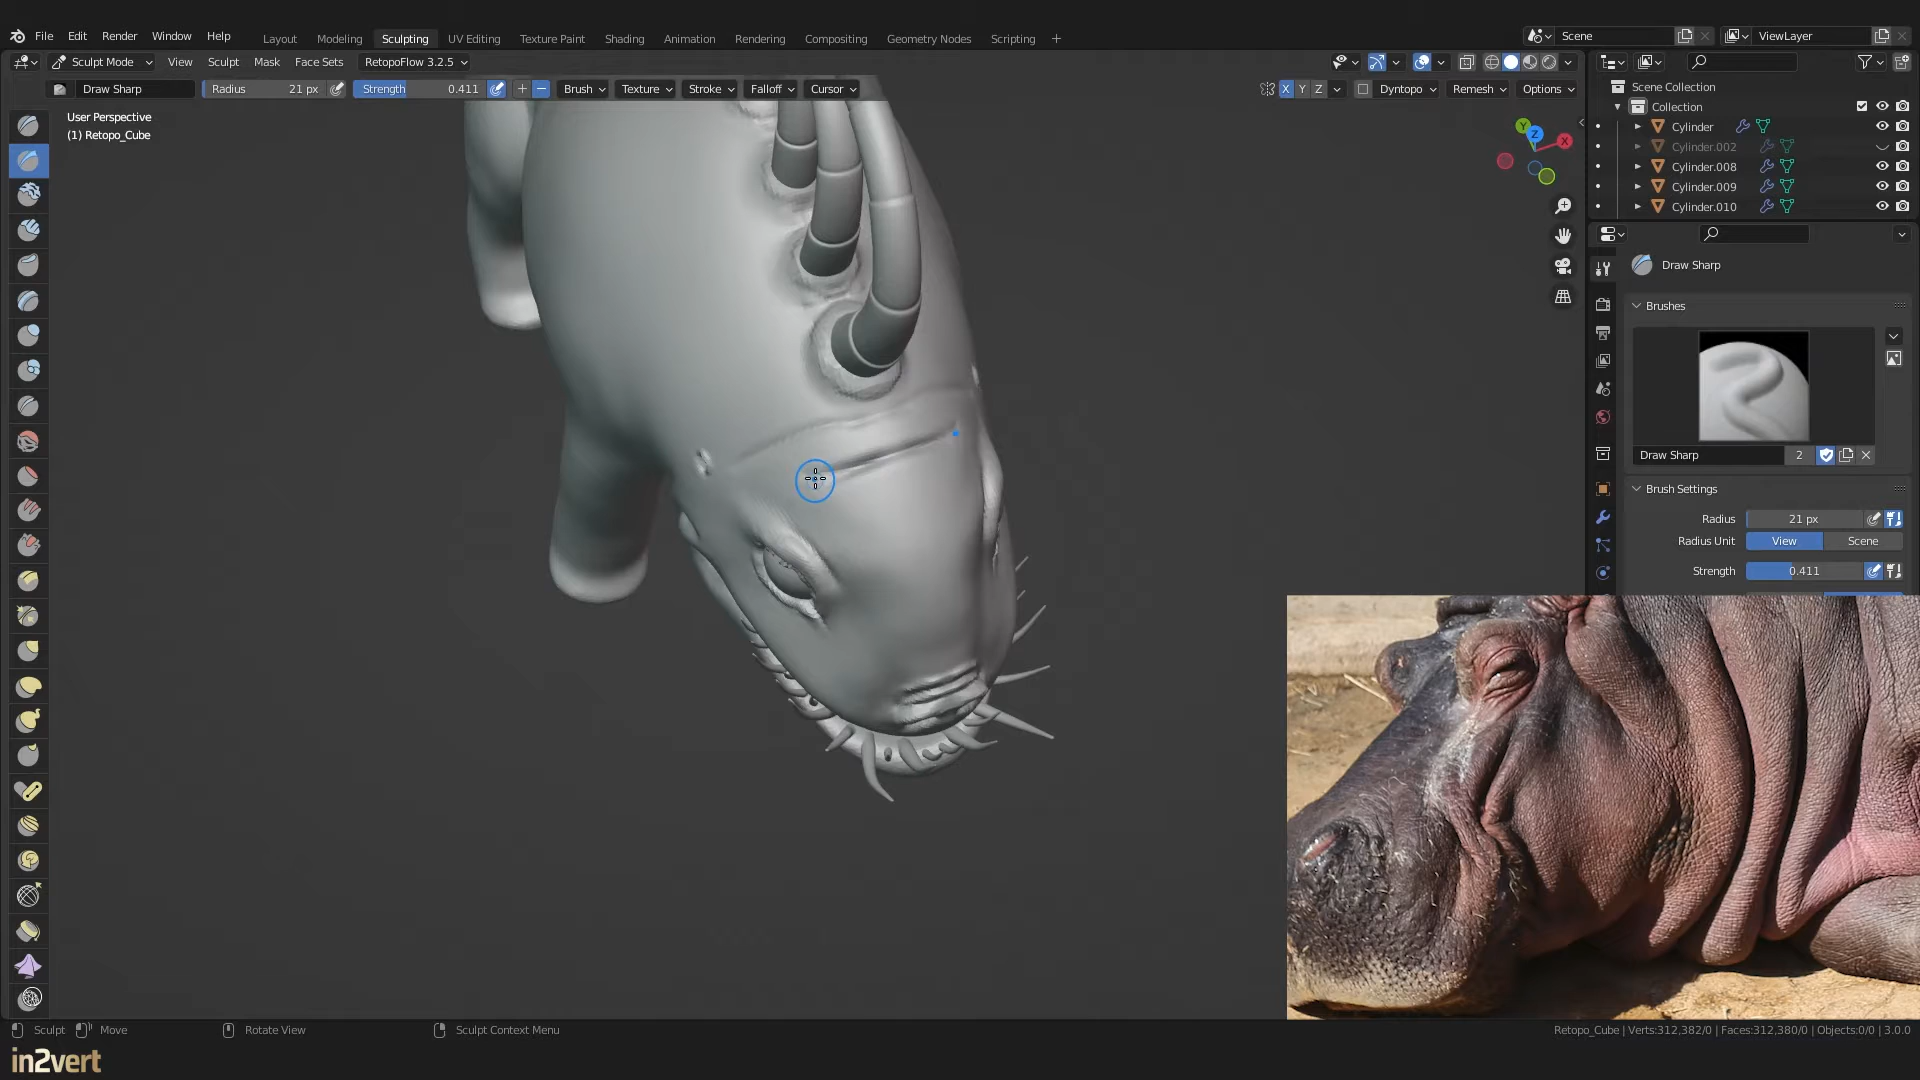 File Edit Render Window Help Layout Modeling Sculpting UV Editing Texture Paint Shading Animation Rendering Compositing Geometry Nodes Scripting + Scene ViewLayer
Sculpt Mode View Sculpt Mask Face Sets RetopoFlow 3.2.5
Draw Sharp Radius 21 px Strength 0.411 + − Brush Texture Stroke Falloff Cursor X Y Z Dyntopo Remesh Options
User Perspective
(1) Retopo_Cube
Y
Z
X
Scene Collection
Collection
Cylinder
Cylinder.002
Cylinder.008
Cylinder.009
Cylinder.010
Draw Sharp
Brushes
Draw Sharp 2
Brush Settings
Radius 21 px
Radius Unit View Scene
Strength 0.411
Sculpt Move Rotate View Sculpt Context Menu Retopo_Cube | Verts:312,382/0 | Faces:312,380/0 | Objects:0/0 | 3.0.0
in2vert